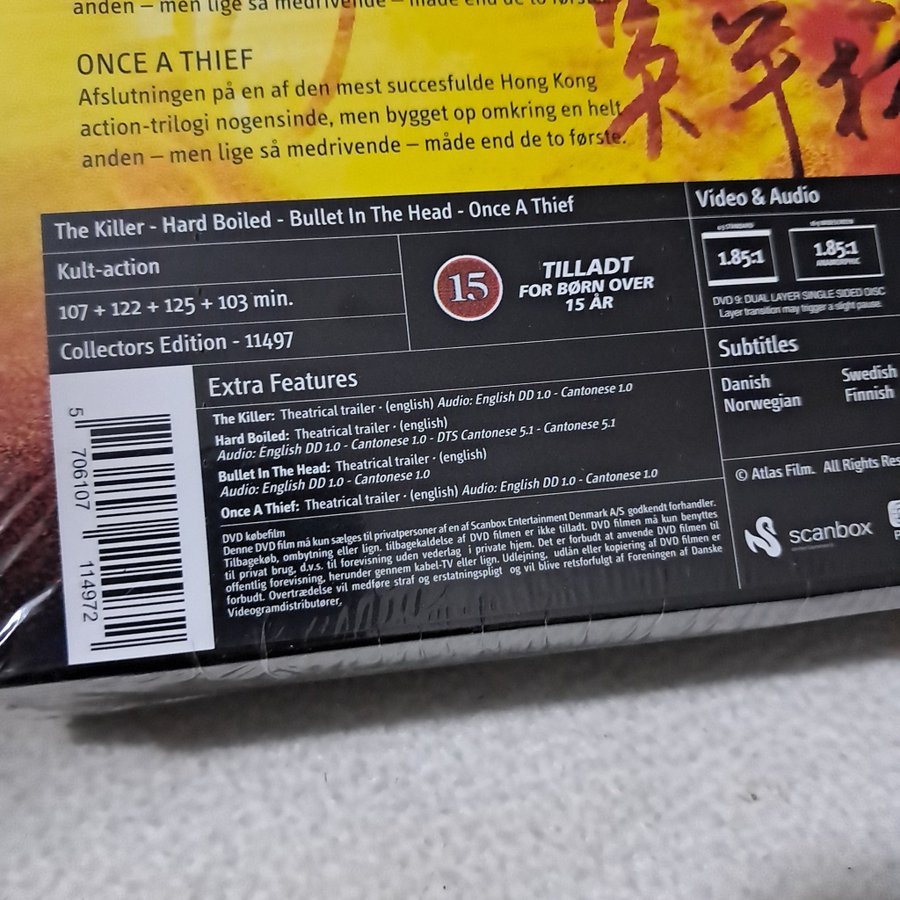 anden – men lige så medrivende – måde end de to første.
ONCE A THIEF
Afslutningen på en af den mest succesfulde Hong Kong
action-trilogi nogensinde, men bygget op omkring en helt
anden – men lige så medrivende – måde end de to første.
The Killer - Hard Boiled - Bullet In The Head - Once A Thief
Kult-action
107 + 122 + 125 + 103 min.
Collectors Edition - 11497
15
TILLADT
FOR BØRN OVER
15 ÅR
Video & Audio
1.85:1
1.85:1
ANAMORPHIC
DVD 9: DUAL LAYER SINGLE SIDED DISC
Layer transition may trigger a slight pause.
Subtitles
Danish Swedish
Norwegian Finnish
Extra Features
The Killer: Theatrical trailer · (english) Audio: English DD 1.0 - Cantonese 1.0
Hard Boiled: Theatrical trailer · (english)
Audio: English DD 1.0 - Cantonese 1.0 - DTS Cantonese 5.1 - Cantonese 5.1
Bullet In The Head: Theatrical trailer · (english)
Audio: English DD 1.0 - Cantonese 1.0
Once A Thief: Theatrical trailer · (english) Audio: English DD 1.0 - Cantonese 1.0
DVD købefilm
Denne DVD film må kun sælges til privatpersoner af en af Scanbox Entertainment Denmark A/S godkendt forhandler.
Tilbagekøb, ombytning eller lign. tilbagekaldelse af DVD filmen er ikke tilladt. DVD filmen må kun benyttes
til privat brug, d.v.s. til forevisning uden vederlag i private hjem. Det er forbudt at anvende DVD filmen til
offentlig forevisning, herunder gennem kabel-TV eller lign. Udlejning, udlån eller kopiering af DVD filmen er
forbudt. Overtrædelse vil medføre straf og erstatningspligt og vil blive retsforfulgt af Foreningen af Danske
Videogramdistributører.
© Atlas Film. All Rights Res
scanbox
5 706107 114972